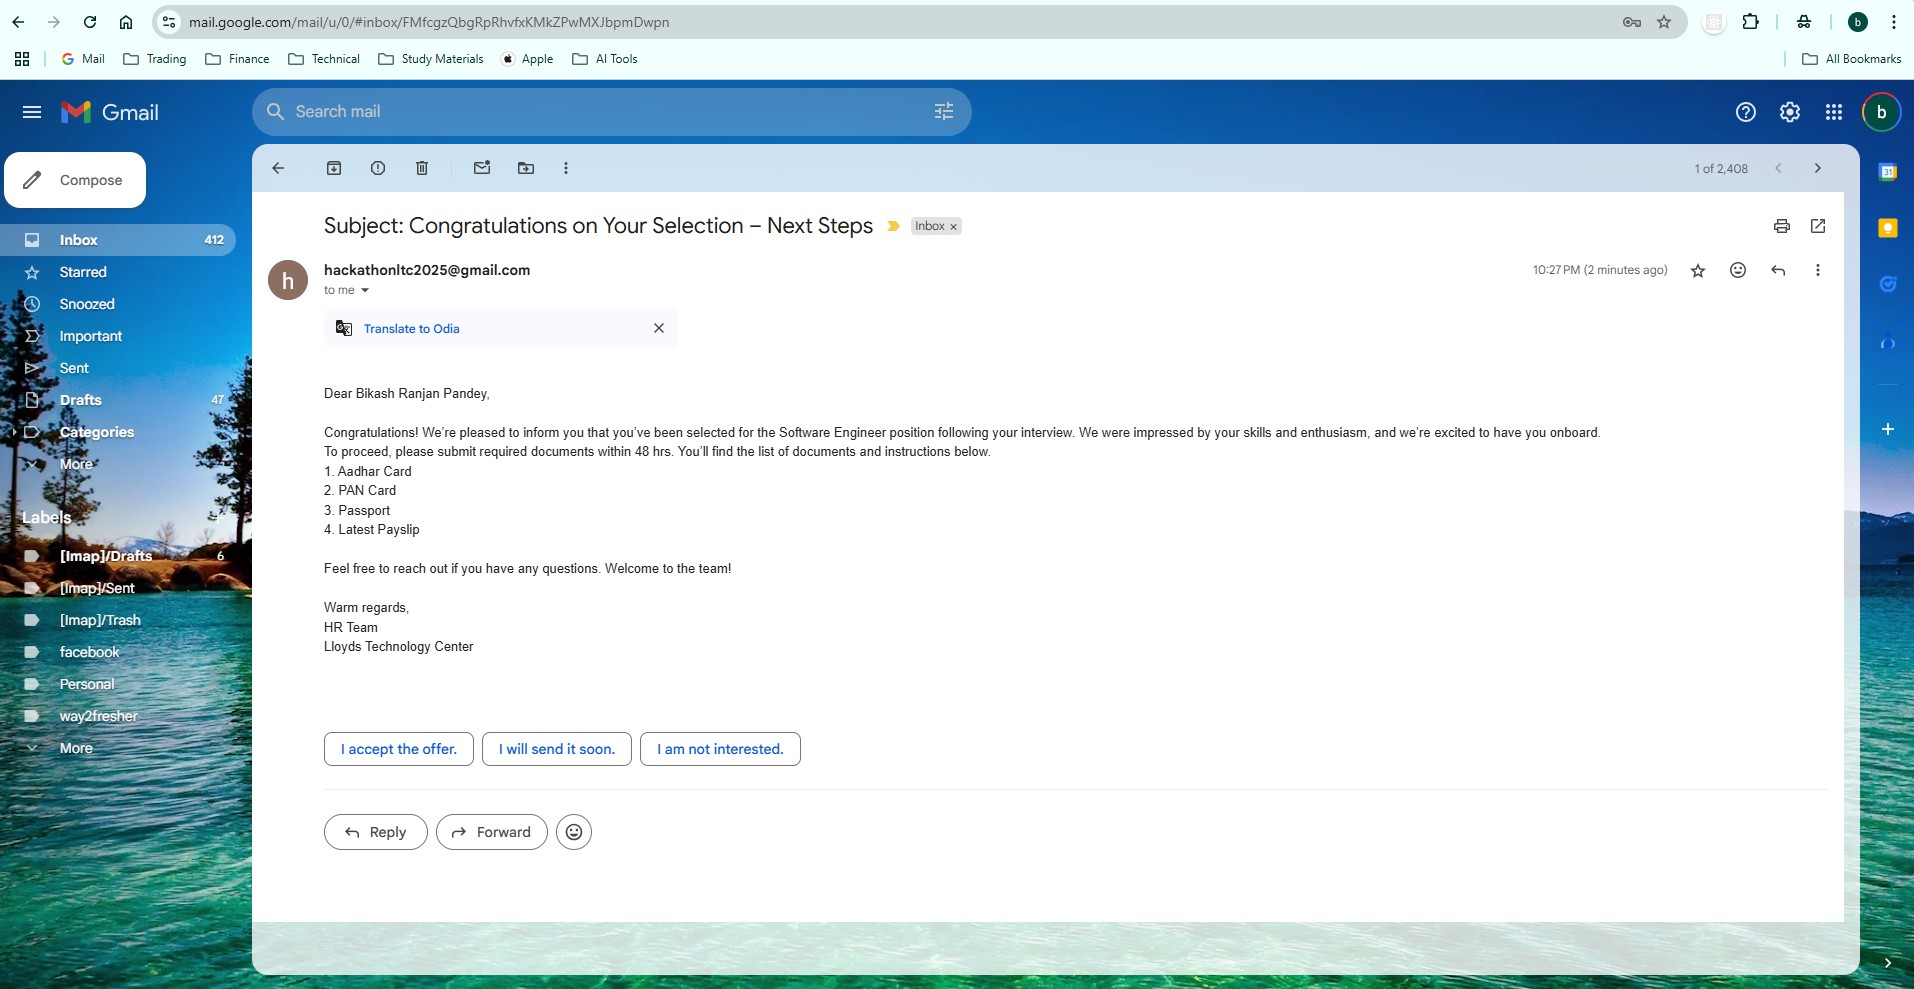 mail.google.com/mail/u/0/#inbox/FMfcgzQbgRpRhvfxKMkZPwMXJbpmDwpn
b
Mail Trading Finance Technical Study Materials Apple AI Tools All Bookmarks
Gmail
Search mail
b
Compose
1 of 2,408
31
Inbox 412
Starred
Snoozed
Important
Sent
Drafts 47
Categories
More
Labels
[Imap]/Drafts 6
[Imap]/Sent
[Imap]/Trash
facebook
Personal
way2fresher
More
Subject: Congratulations on Your Selection – Next Steps Inbox x
h
hackathonltc2025@gmail.com 10:27 PM (2 minutes ago)
to me
Translate to Odia
Dear Bikash Ranjan Pandey,
Congratulations! We're pleased to inform you that you've been selected for the Software Engineer position following your interview. We were impressed by your skills and enthusiasm, and we're excited to have you onboard.
To proceed, please submit required documents within 48 hrs. You'll find the list of documents and instructions below.
1. Aadhar Card
2. PAN Card
3. Passport
4. Latest Payslip
Feel free to reach out if you have any questions. Welcome to the team!
Warm regards,
HR Team
Lloyds Technology Center
I accept the offer. I will send it soon. I am not interested.
Reply Forward